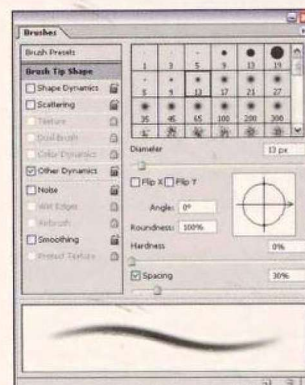 Brushes
Brush Presets
Brush Tip Shape
Shape Dynamics
Scattering
Texture
Dual Brush
Color Dynamics
Other Dynamics
Noise
Wet Edges
Airbrush
Smoothing
Protect Texture
1 3 5 9 13 19
5 9 13 17 21 27
35 45 65 100 200 300
Diameter 13 px
Flip X Flip Y
Angle: 0°
Roundness: 100%
Hardness 0%
Spacing 30%